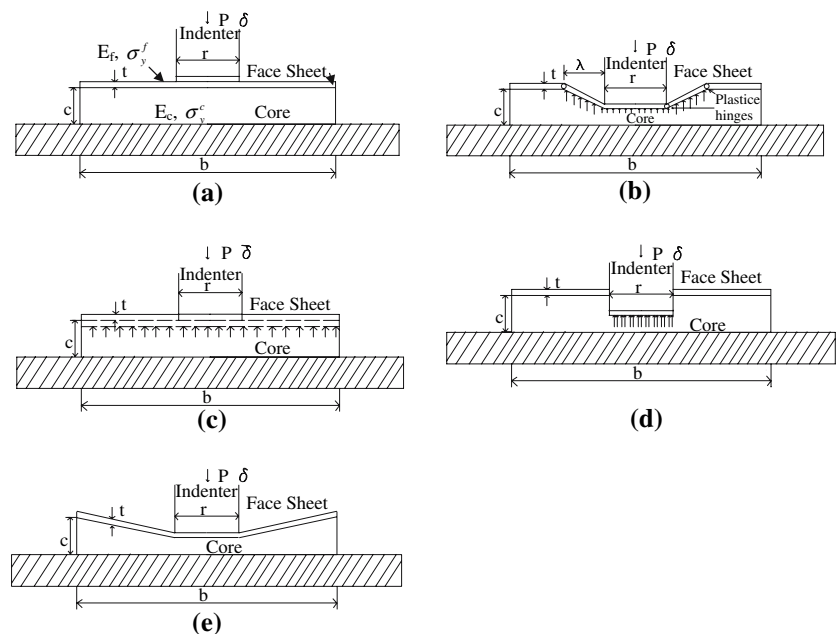 P δ
Indenter
E_f, σ_y^f
r
t
Face Sheet
c
E_c, σ_y^c
Core
b
(a)
P δ
Indenter
λ
t
r
Face Sheet
c
Core
Plastice
hinges
b
(b)
P δ
Indenter
t
r
Face Sheet
c
Core
b
(c)
P δ
Indenter
t
r
Face Sheet
c
Core
b
(d)
P δ
Indenter
t
r
Face Sheet
c
Core
b
(e)